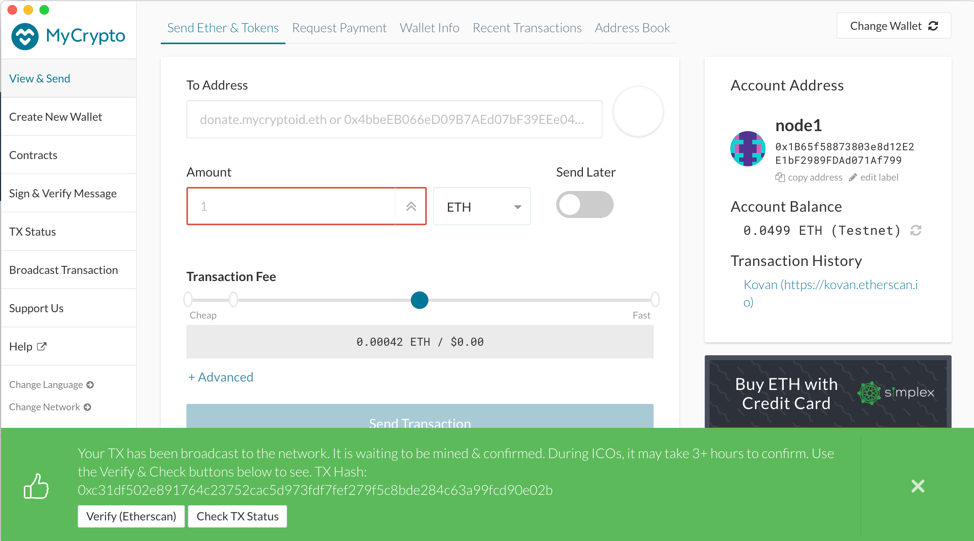 MyCrypto
View & Send
Create New Wallet
Contracts
Sign & Verify Message
TX Status
Broadcast Transaction
Support Us
Help
Change Language
Change Network
Send Ether & Tokens
Request Payment
Wallet Info
Recent Transactions
Address Book
Change Wallet
To Address
donate.mycryptoid.eth or 0x4bbeEB066eD09B7AEd07bF39EEe04...
Amount
Send Later
1
ETH
Transaction Fee
Cheap
Fast
0.00042 ETH / $0.00
+ Advanced
Send Transaction
Account Address
node1
0x1B65f58873803e8d12E2
E1bF2989FDAd071Af799
copy address
edit label
Account Balance
0.0499 ETH (Testnet)
Transaction History
Kovan (https://kovan.etherscan.i
o)
Buy ETH with
Credit Card
simplex
Your TX has been broadcast to the network. It is waiting to be mined & confirmed. During ICOs, it may take 3+ hours to confirm. Use
the Verify & Check buttons below to see. TX Hash:
0xc31df502e891764c23752cac5d973fdf7fef279f5c8bde284c63a99fcd90e02b
Verify (Etherscan)
Check TX Status